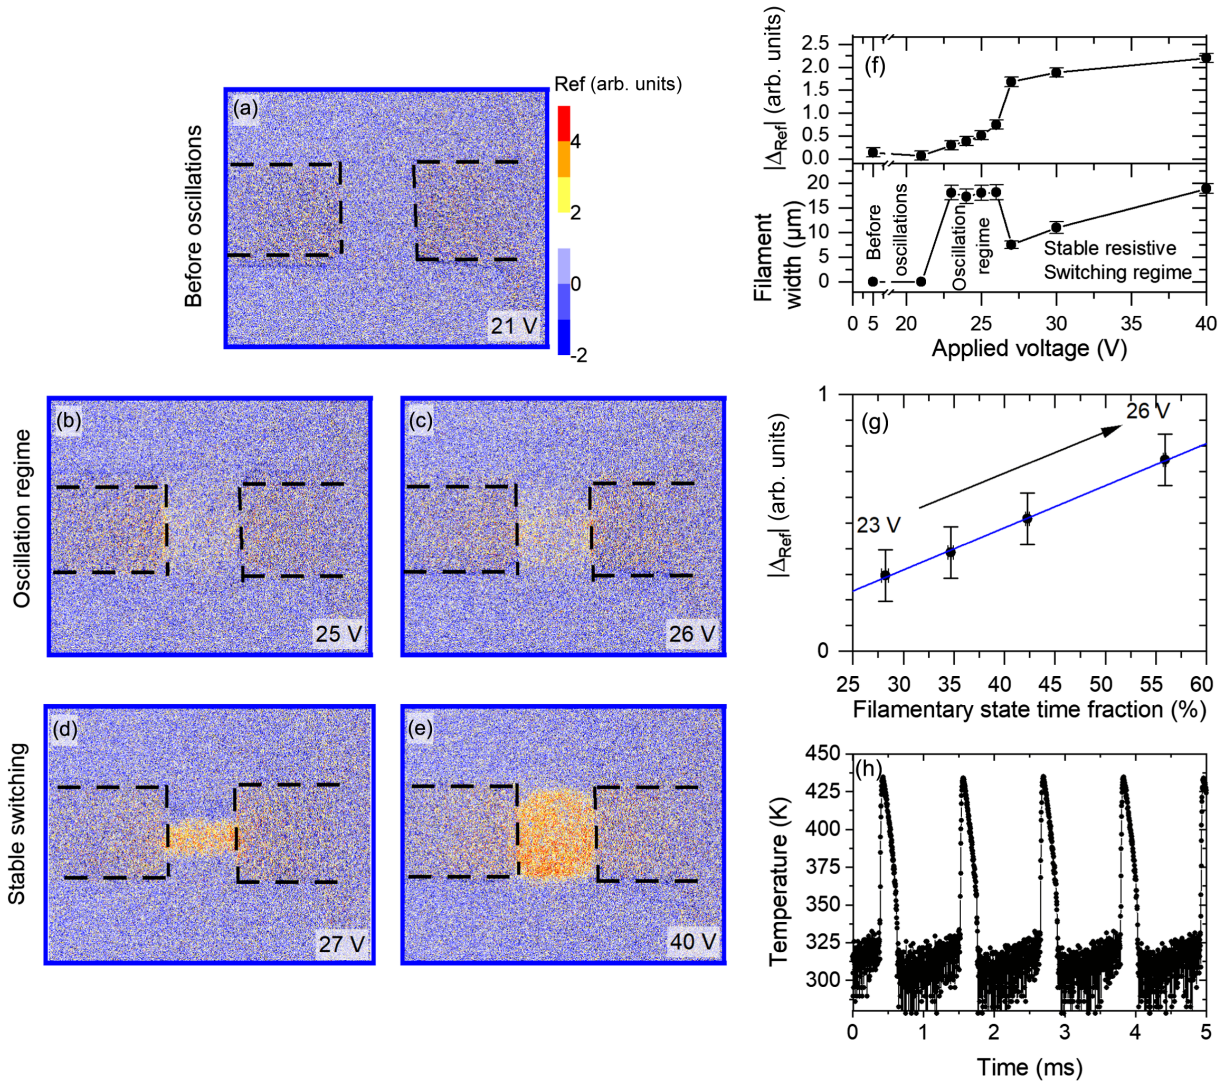 Before oscillations
(a)
21 V
Ref (arb. units)
4
2
0
-2
Oscillation regime
(b)
25 V
(c)
26 V
Stable switching
(d)
27 V
(e)
40 V
|Δ_Ref| (arb. units)
2.5
2.0
1.5
1.0
0.5
0.0
(f)
Filament
width (μm)
20
15
10
5
0
Before
oscillations
Oscillation
regime
Stable resistive
Switching regime
0 5 20 25 30 35 40
Applied voltage (V)
|Δ_Ref| (arb. units)
1
1
(g)
23 V
26 V
25 30 35 40 45 50 55 60
Filamentary state time fraction (%)
Temperature (K)
450
425
400
375
350
325
300
(h)
0 1 2 3 4 5
Time (ms)